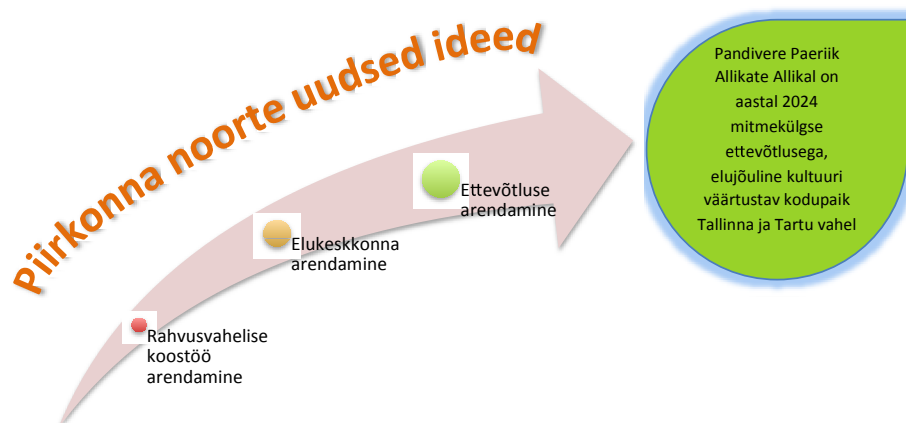 Piirkonna noorte uudsed ideed
Pandivere Paeriik
Allikate Allikal on
aastal 2024
mitmekülgse
ettevõtlusega,
elujõuline kultuuri
väärtustav kodupaik
Tallinna ja Tartu vahel
Ettevõtluse
arendamine
Elukeskkonna
arendamine
Rahvusvahelise
koostöö
arendamine